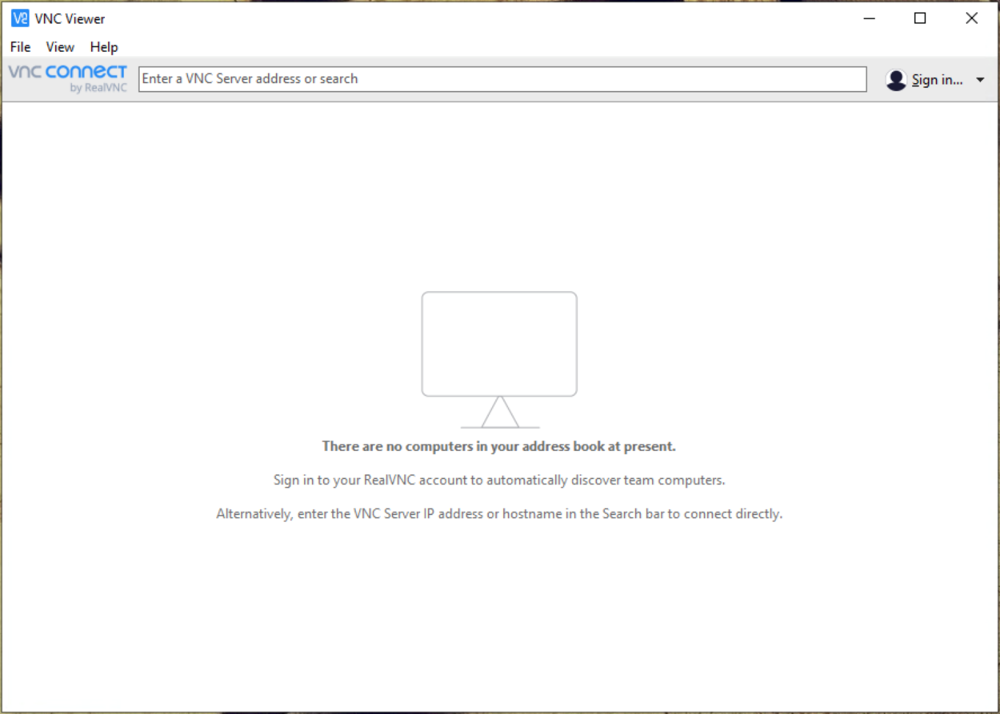 VNC Viewer
File View Help
vnc connect
by RealVNC
Enter a VNC Server address or search
Sign in...
There are no computers in your address book at present.
Sign in to your RealVNC account to automatically discover team computers.
Alternatively, enter the VNC Server IP address or hostname in the Search bar to connect directly.